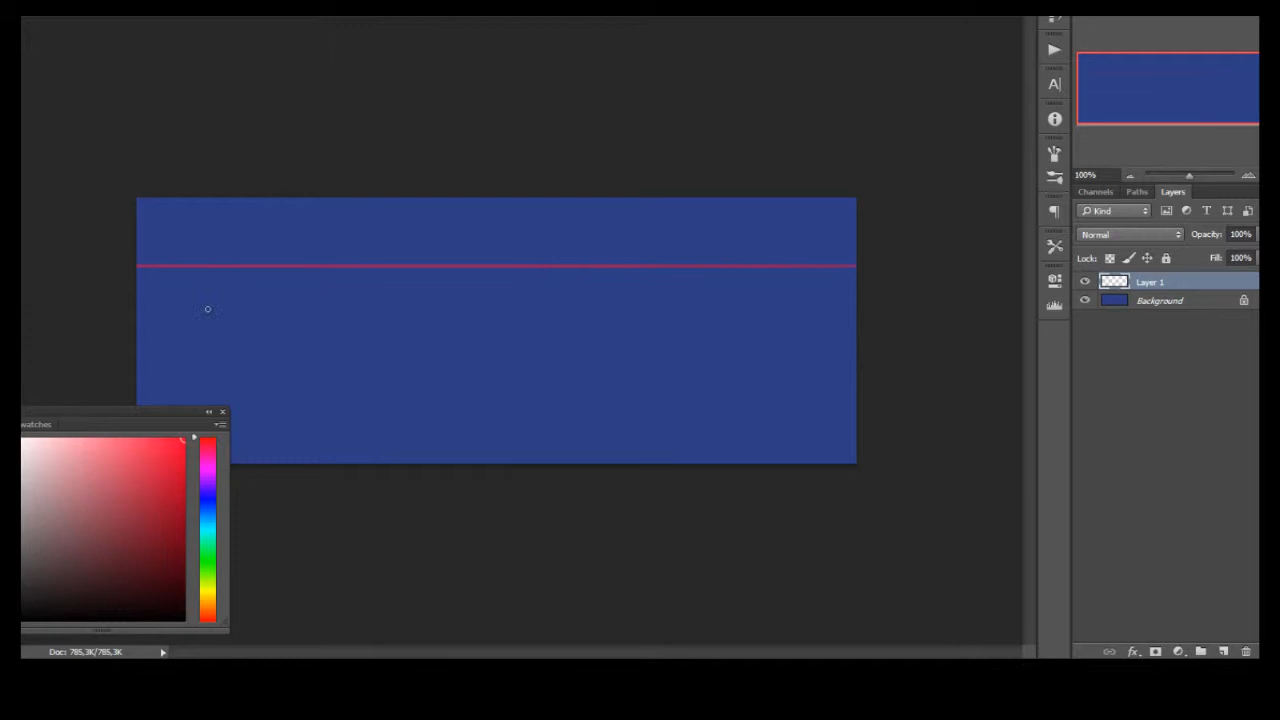 100%
Channels Paths Layers
Kind
Normal Opacity: 100%
Lock: Fill: 100%
Layer 1
Background
watches
Doc: 785,3K/785,3K